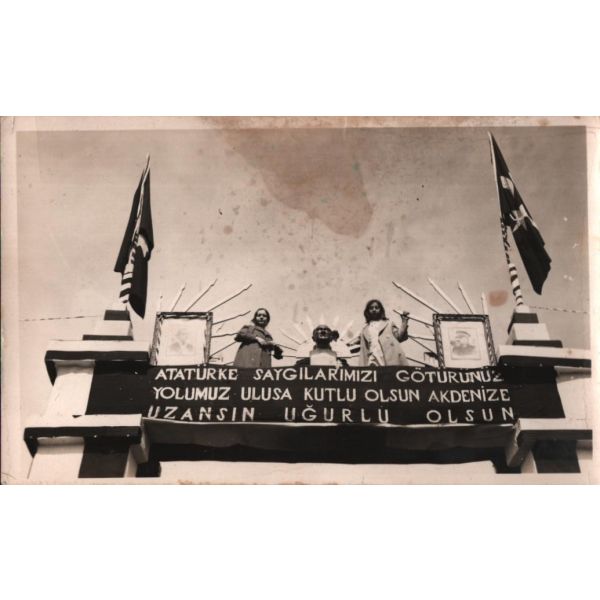 ATATÜRKE SAYGILARIMIZI GÖTÜRÜNÜZ
YOLUMUZ ULUSA KUTLU OLSUN AKDENİZE
UZANSIN UĞURLU OLSUN